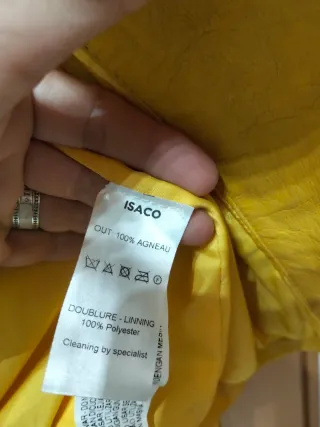 ISACO
OUT: 100% AGNEAU
DOUBLURE - LINNING
100% Polyester
Cleaning by specialist